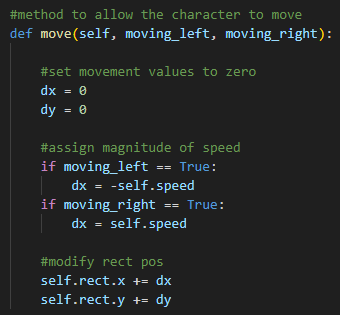 #method to allow the character to move
def move(self, moving_left, moving_right):
#set movement values to zero
dx = 0
dy = 0
#assign magnitude of speed
if moving_left == True:
dx = -self.speed
if moving_right == True:
dx = self.speed
#modify rect pos
self.rect.x += dx
self.rect.y += dy